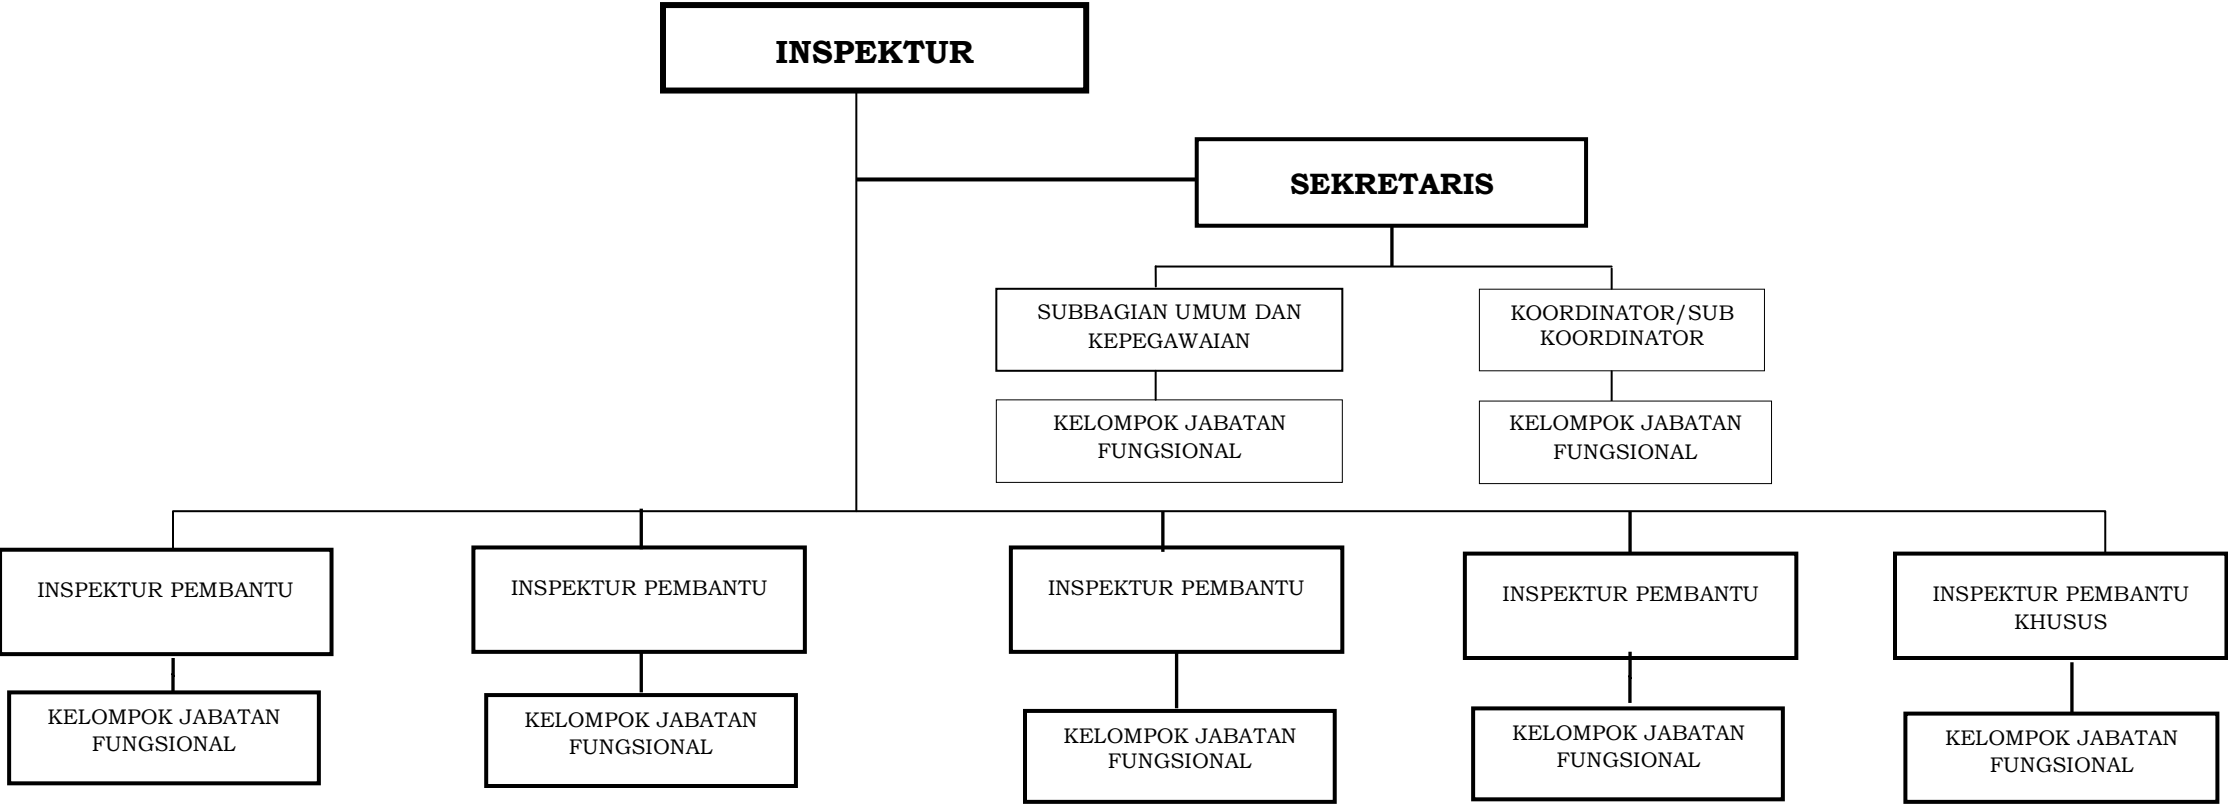 INSPEKTUR
SEKRETARIS
SUBBAGIAN UMUM DAN
KEPEGAWAIAN
KOORDINATOR/SUB
KOORDINATOR
KELOMPOK JABATAN
FUNGSIONAL
KELOMPOK JABATAN
FUNGSIONAL
INSPEKTUR PEMBANTU
INSPEKTUR PEMBANTU
INSPEKTUR PEMBANTU
INSPEKTUR PEMBANTU
INSPEKTUR PEMBANTU
KHUSUS
KELOMPOK JABATAN
FUNGSIONAL
KELOMPOK JABATAN
FUNGSIONAL
KELOMPOK JABATAN
FUNGSIONAL
KELOMPOK JABATAN
FUNGSIONAL
KELOMPOK JABATAN
FUNGSIONAL